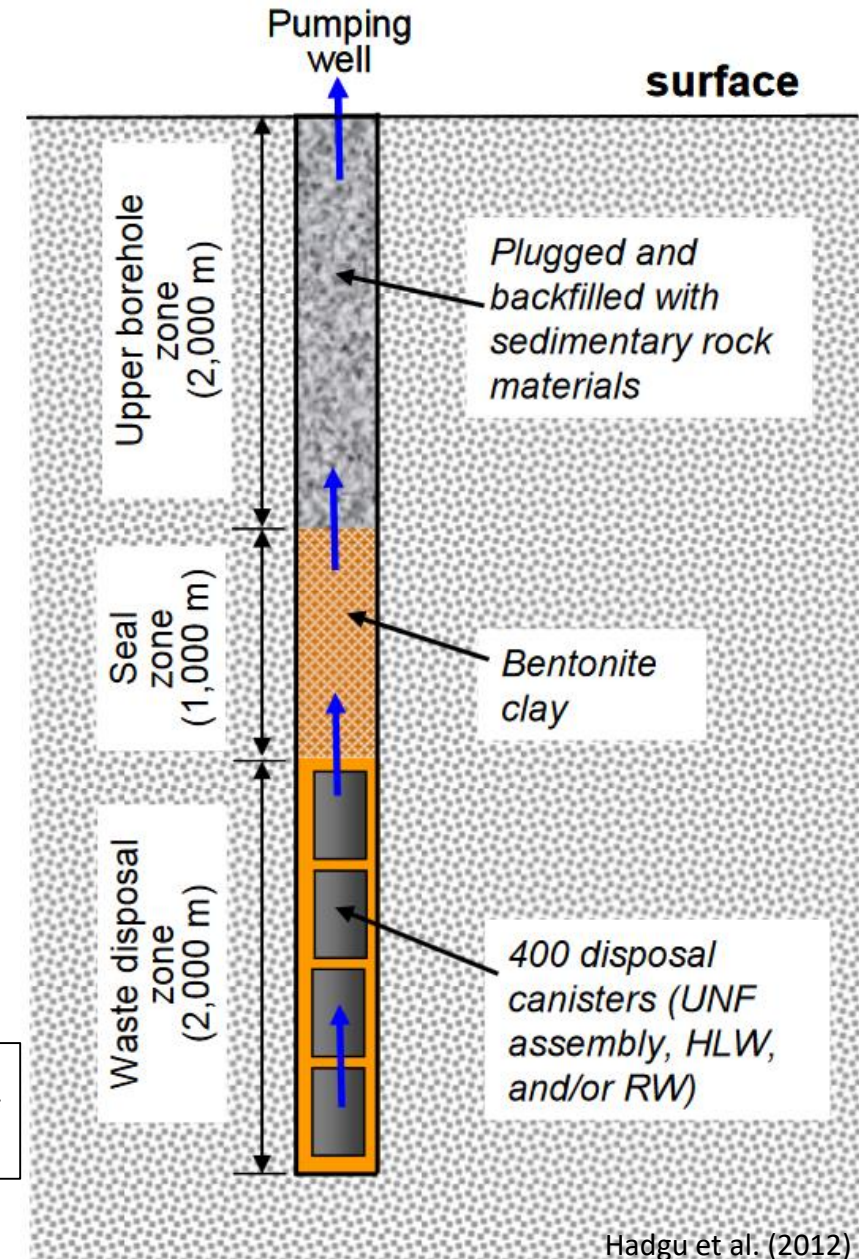 Pumping
well
surface
Upper borehole
zone
(2,000 m)
Plugged and
backfilled with
sedimentary rock
materials
Seal
zone
(1,000 m)
Bentonite
clay
Waste disposal
zone
(2,000 m)
400 disposal
canisters (UNF
assembly, HLW,
and/or RW)
Hadgu et al. (2012)